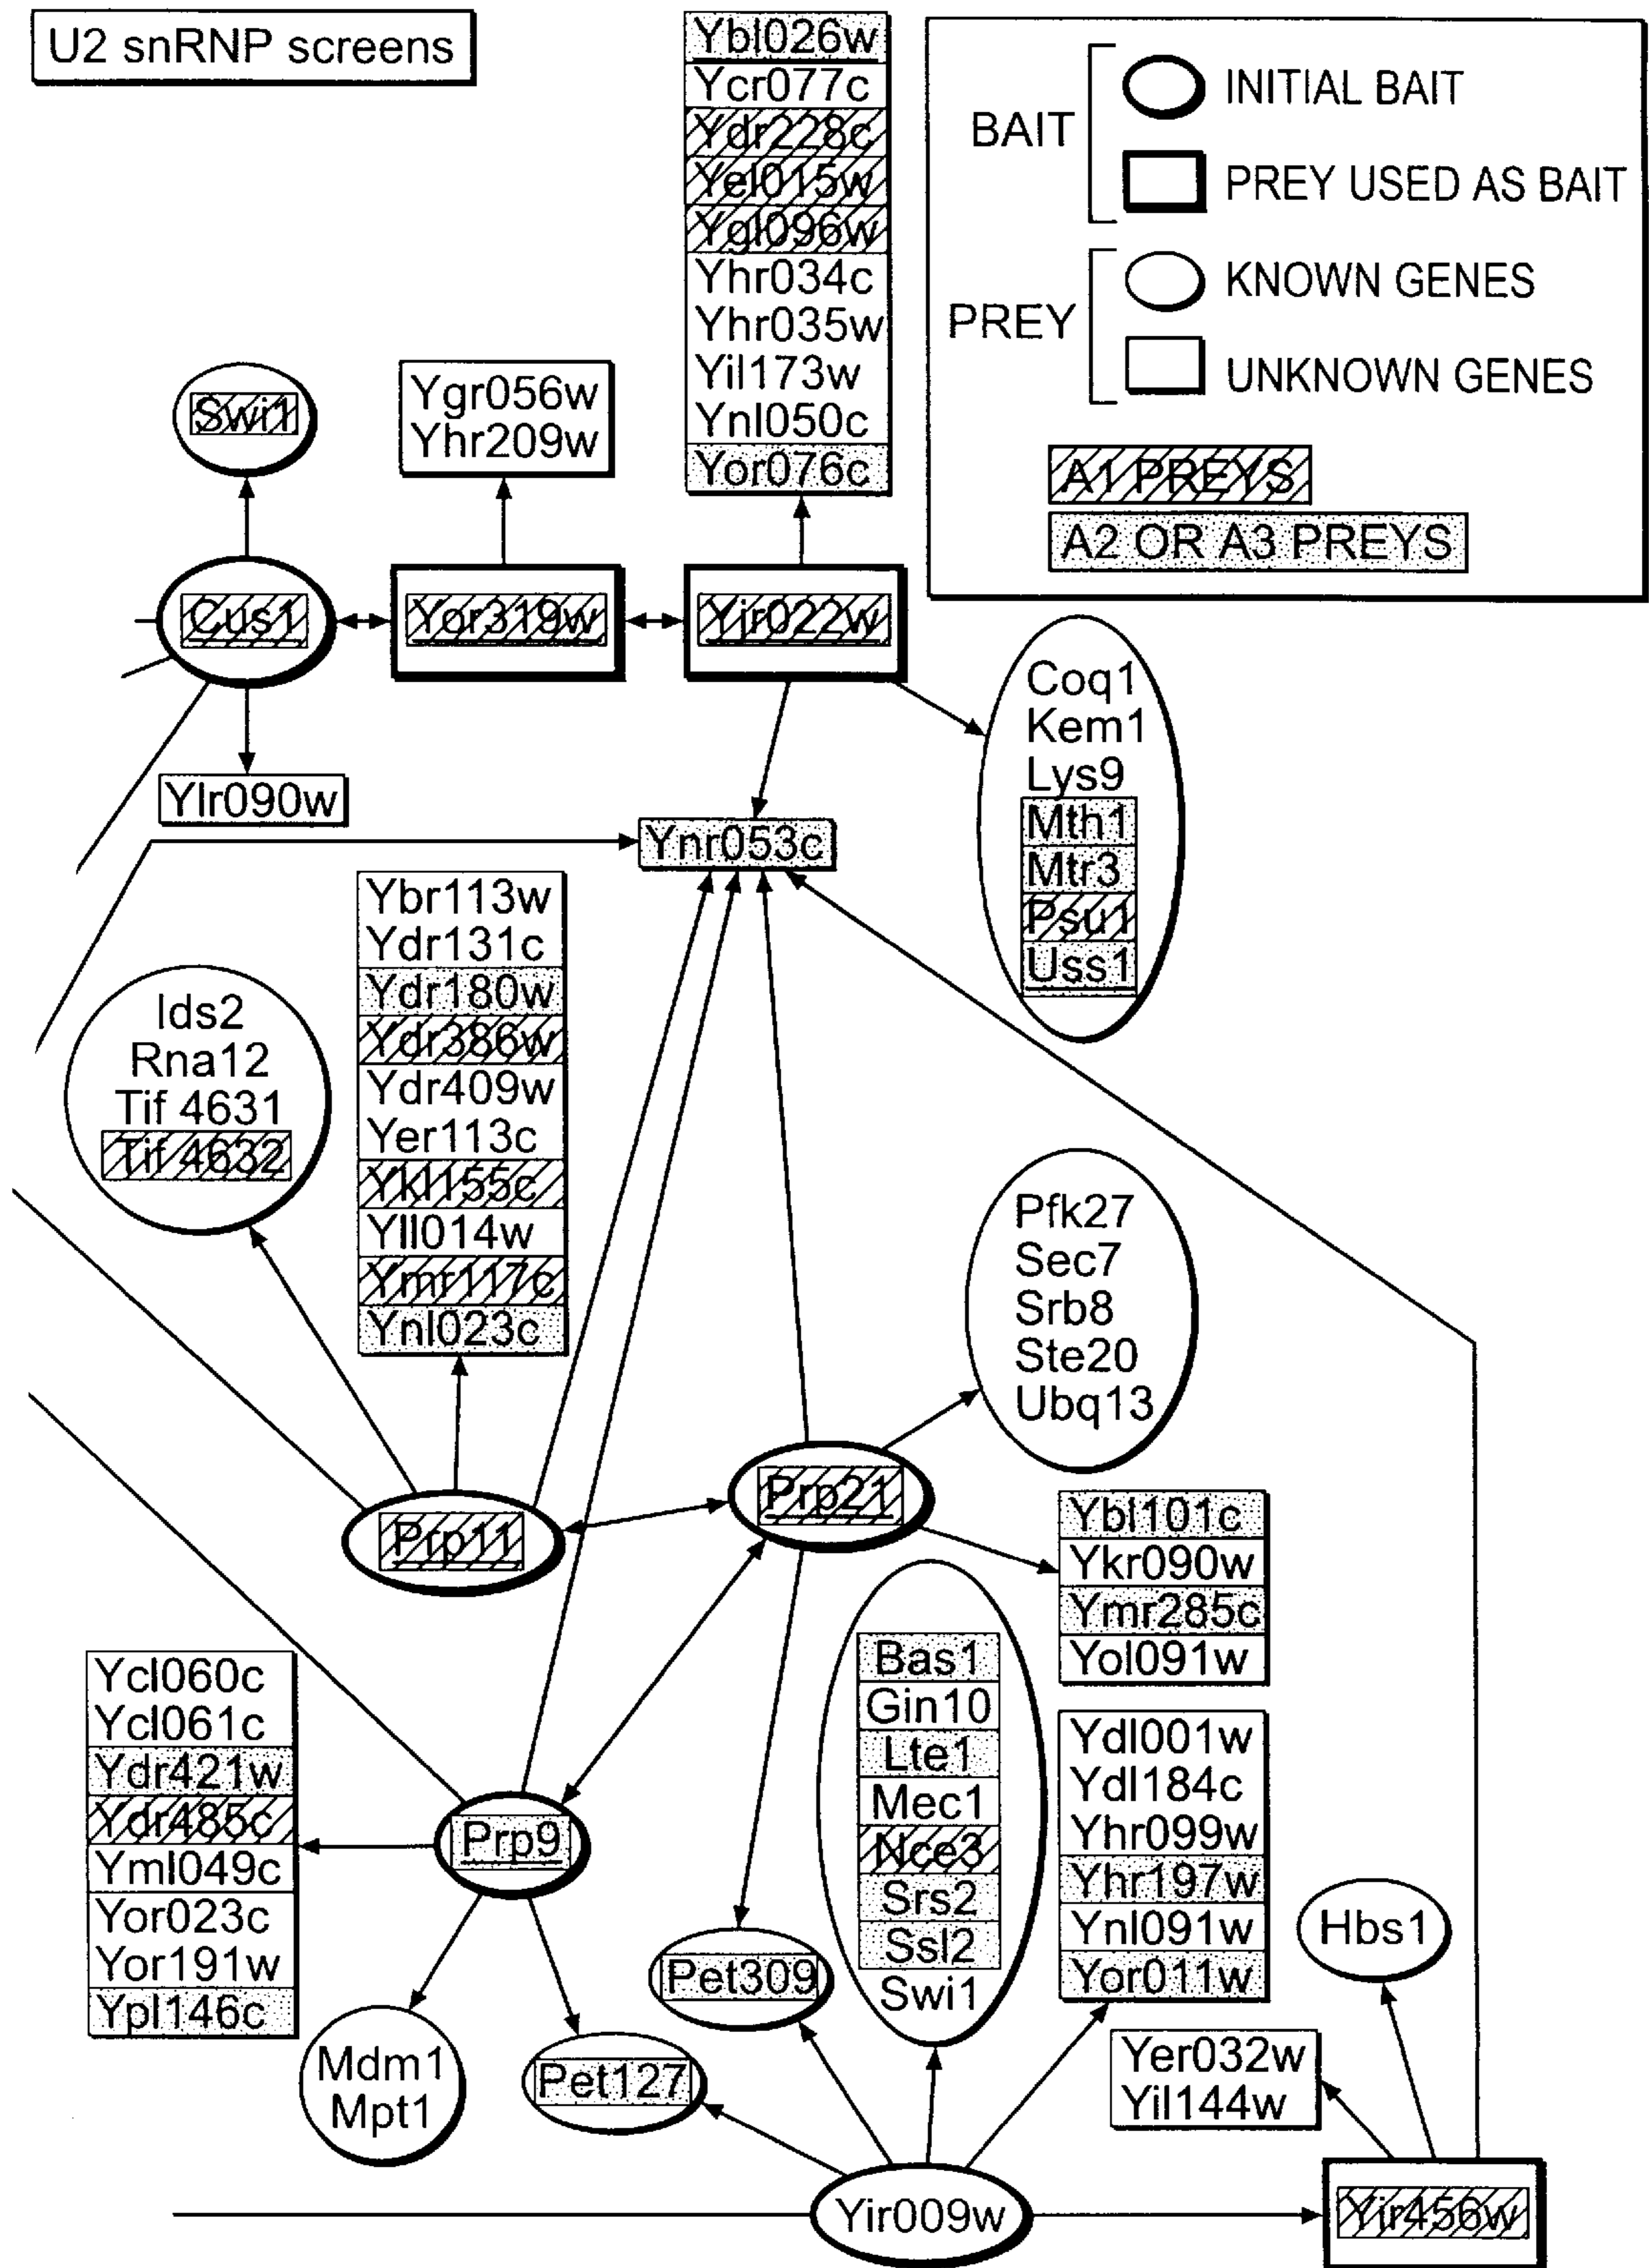 U2 snRNP screens
Ybl026w
Ycr077c
Ydr228c
Yel015w
Ygl096w
Yhr034c
Yhr035w
Yil173w
Ynl050c
Yor076c
BAIT
INITIAL BAIT
PREY USED AS BAIT
PREY
KNOWN GENES
UNKNOWN GENES
A1 PREYS
A2 OR A3 PREYS
Swi1
Ygr056w
Yhr209w
Cus1
Yor319w
Yjr022w
Coq1
Kem1
Lys9
Mth1
Mtr3
Psu1
Uss1
Ylr090w
Ynr053c
Ybr113w
Ydr131c
Ydr180w
Ydr386w
Ydr409w
Yer113c
Ykl155c
Yll014w
Ymr117c
Ynl023c
Ids2
Rna12
Tif 4631
Tif 4632
Pfk27
Sec7
Srb8
Ste20
Ubq13
Prp11
Prp21
Ybl101c
Ykr090w
Ymr285c
Yol091w
Bas1
Gin10
Lte1
Mec1
Nce3
Srs2
Ssl2
Swi1
Ycl060c
Ycl061c
Ydr421w
Ydr485c
Yml049c
Yor023c
Yor191w
Ypl146c
Prp9
Ydl001w
Ydl184c
Yhr099w
Yhr197w
Ynl091w
Yor011w
Hbs1
Pet309
Mdm1
Mpt1
Pet127
Yer032w
Yil144w
Yir009w
Yir456w